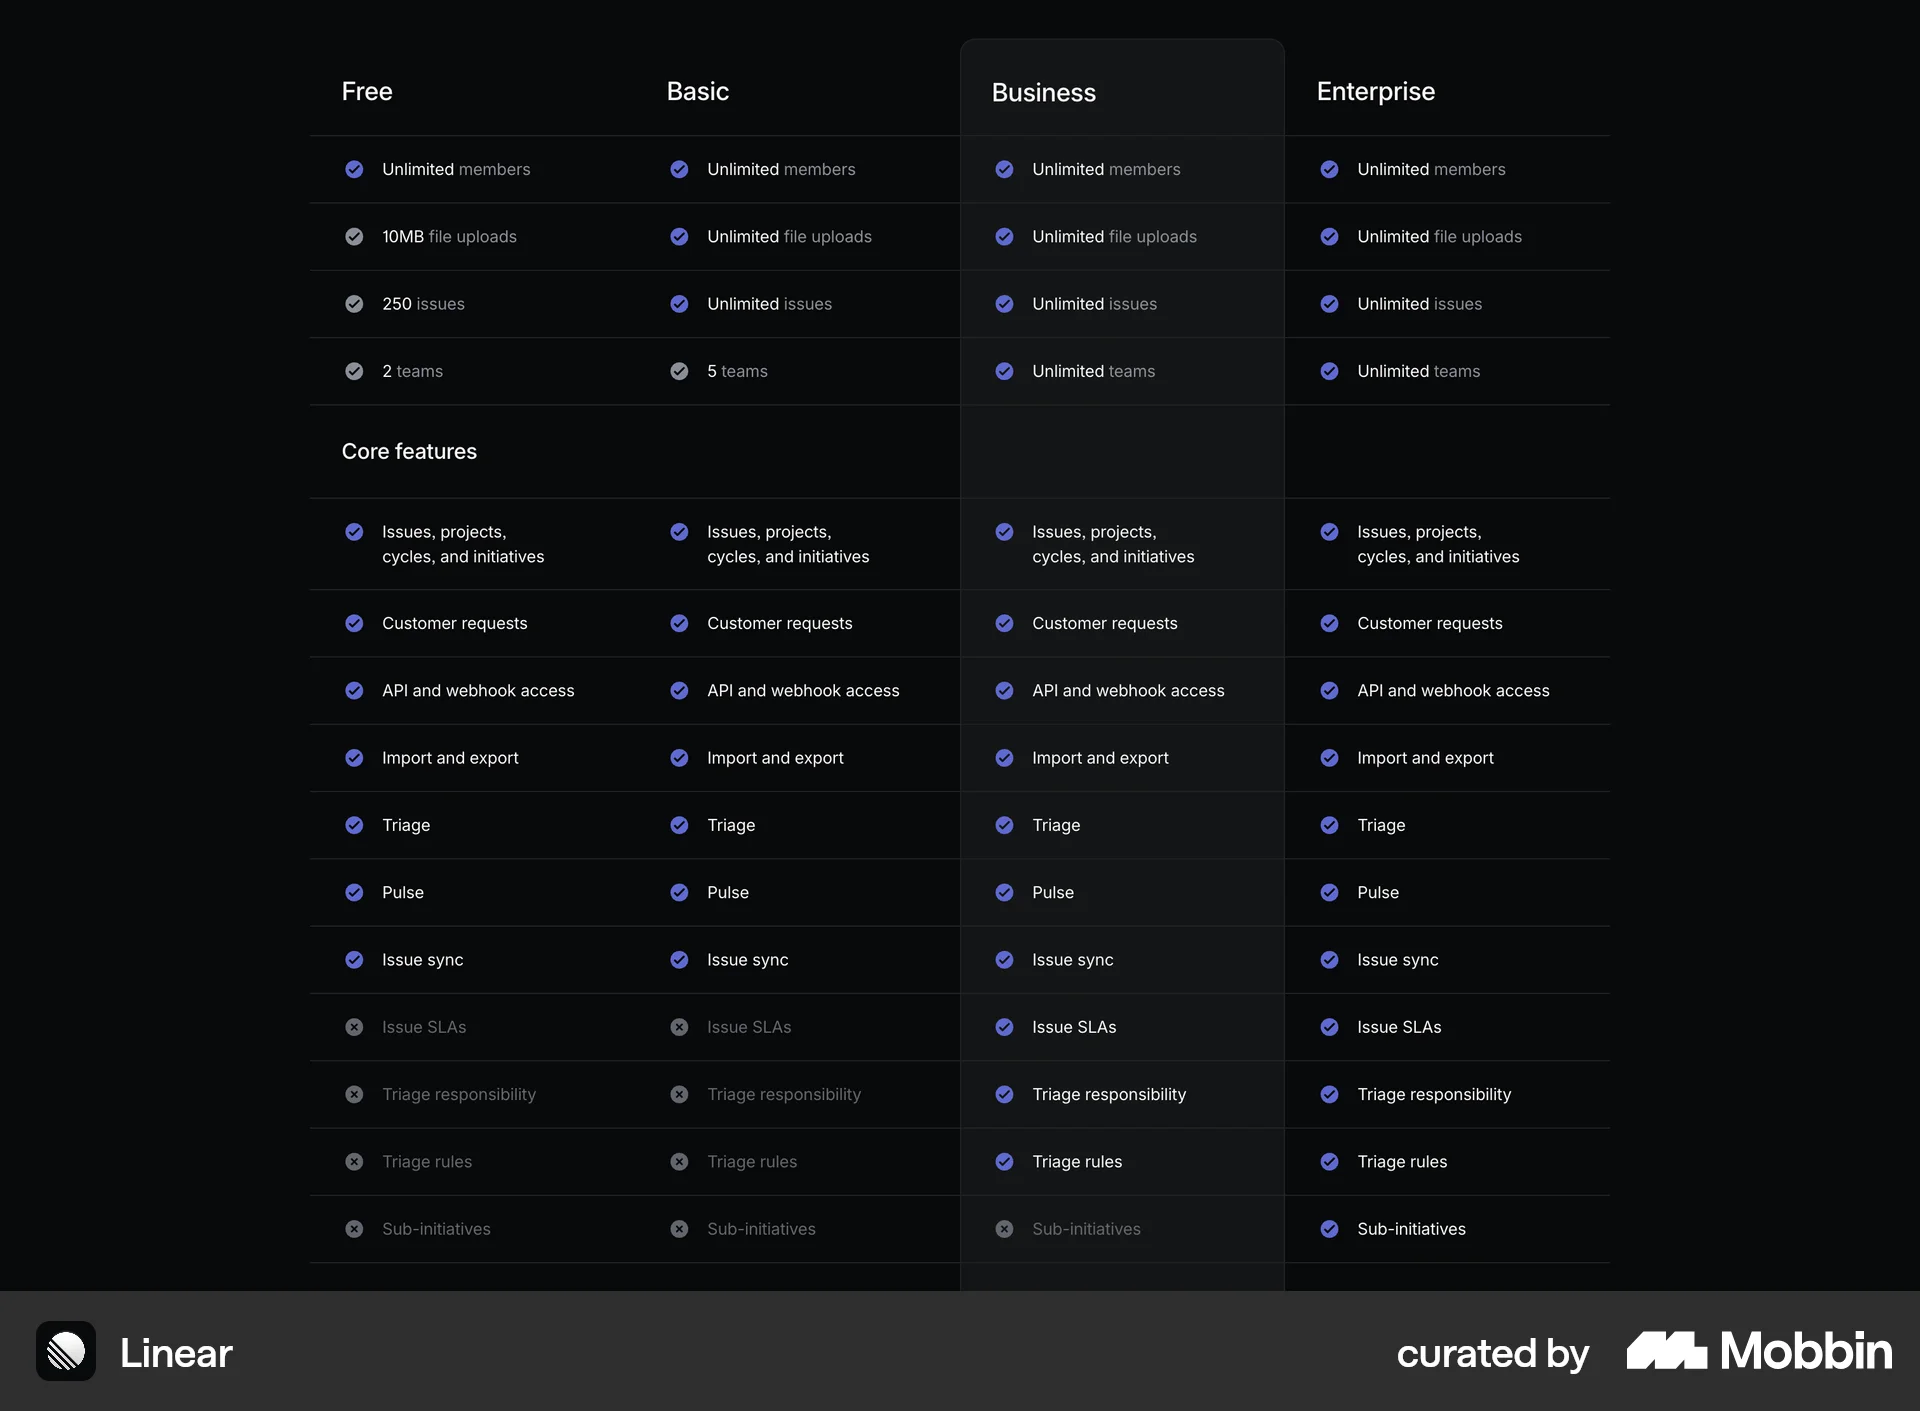 Free
Basic
Business
Enterprise
Unlimited members
Unlimited members
Unlimited members
Unlimited members
10MB file uploads
Unlimited file uploads
Unlimited file uploads
Unlimited file uploads
250 issues
Unlimited issues
Unlimited issues
Unlimited issues
2 teams
5 teams
Unlimited teams
Unlimited teams
Core features
Issues, projects,
cycles, and initiatives
Issues, projects,
cycles, and initiatives
Issues, projects,
cycles, and initiatives
Issues, projects,
cycles, and initiatives
Customer requests
Customer requests
Customer requests
Customer requests
API and webhook access
API and webhook access
API and webhook access
API and webhook access
Import and export
Import and export
Import and export
Import and export
Triage
Triage
Triage
Triage
Pulse
Pulse
Pulse
Pulse
Issue sync
Issue sync
Issue sync
Issue sync
Issue SLAs
Issue SLAs
Issue SLAs
Issue SLAs
Triage responsibility
Triage responsibility
Triage responsibility
Triage responsibility
Triage rules
Triage rules
Triage rules
Triage rules
Sub-initiatives
Sub-initiatives
Sub-initiatives
Sub-initiatives
Linear
curated by
Mobbin